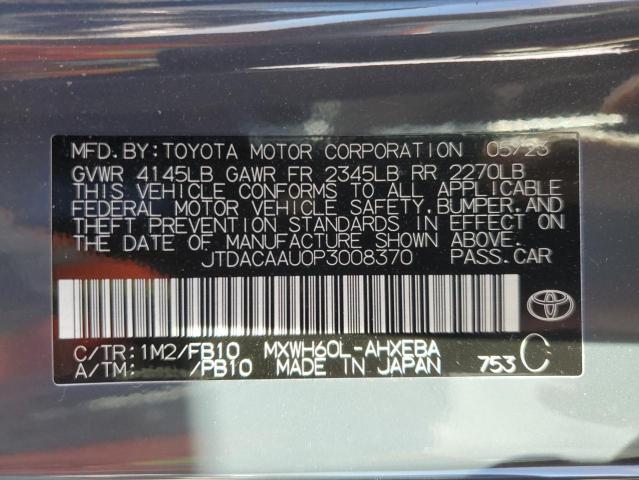 MFD. BY: TOYOTA MOTOR CORPORATION 05/23
GVWR 4145LB GAWR FR 2345LB RR 2270LB
THIS VEHICLE CONFORMS TO ALL APPLICABLE
FEDERAL MOTOR VEHICLE SAFETY, BUMPER, AND
THEFT PREVENTION STANDARDS IN EFFECT ON
THE DATE OF MANUFACTURE SHOWN ABOVE.
JTDACAAU0P3008370 PASS. CAR
C/TR: 1M2/FB10 MXWH60L-AHXEBA
A/TM: /PB10 MADE IN JAPAN 753 C